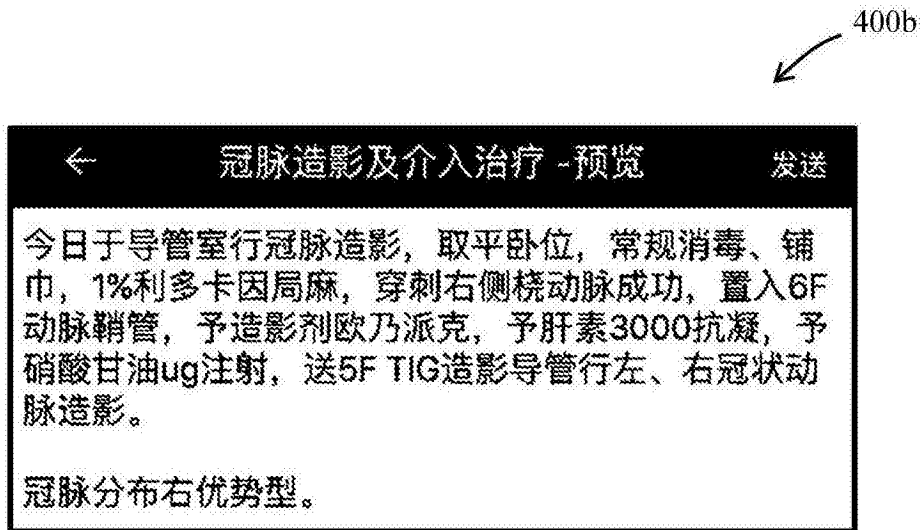 400b
← 冠脉造影及介入治疗 -预览 发送
今日于导管室行冠脉造影，取平卧位，常规消毒、铺
巾，1%利多卡因局麻，穿刺右侧桡动脉成功，置入6F
动脉鞘管，予造影剂欧乃派克，予肝素3000抗凝，予
硝酸甘油ug注射，送5F TIG造影导管行左、右冠状动
脉造影。
冠脉分布右优势型。